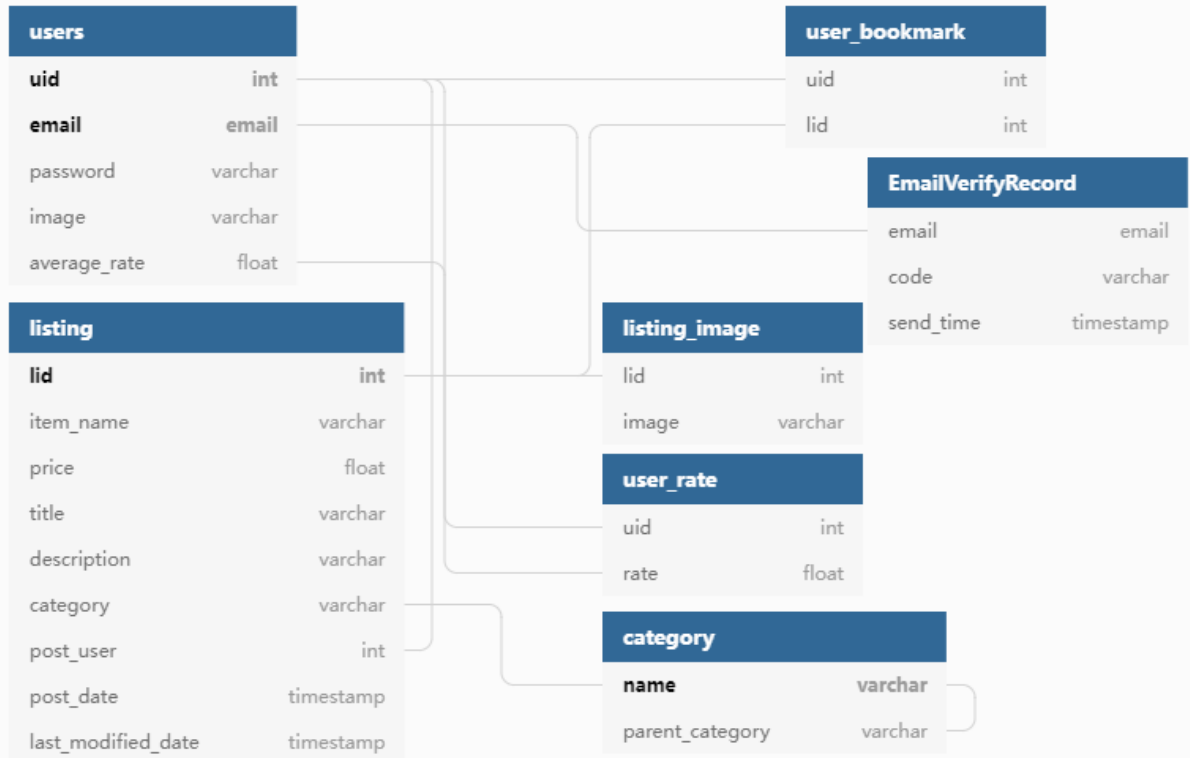 users
uid int
email email
password varchar
image varchar
average_rate float
user_bookmark
uid int
lid int
EmailVerifyRecord
email email
code varchar
send_time timestamp
listing
lid int
item_name varchar
price float
title varchar
description varchar
category varchar
post_user int
post_date timestamp
last_modified_date timestamp
listing_image
lid int
image varchar
user_rate
uid int
rate float
category
name varchar
parent_category varchar